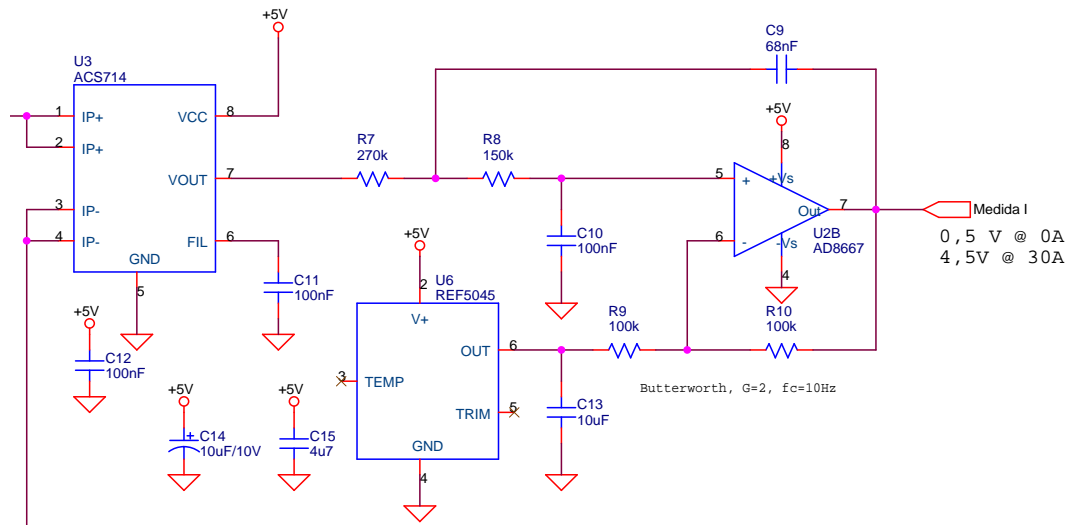 +5V
C9
68nF
U3
ACS714
1
IP+
VCC
8
2
IP+
R7
270k
R8
150k
+5V
8
VOUT
7
5
+
+Vs
3
IP-
Out
7
Medida I
4
IP-
FIL
6
6
-
-Vs
U2B
AD8667
0,5 V @ 0A
4,5V @ 30A
GND
5
C11
100nF
+5V
C10
100nF
4
2
U6
REF5045
+5V
V+
R9
100k
R10
100k
C12
100nF
OUT
6
3
TEMP
Butterworth, G=2, fc=10Hz
+5V
+5V
TRIM
5
C13
10uF
+
C14
10uF/10V
C15
4u7
GND
4